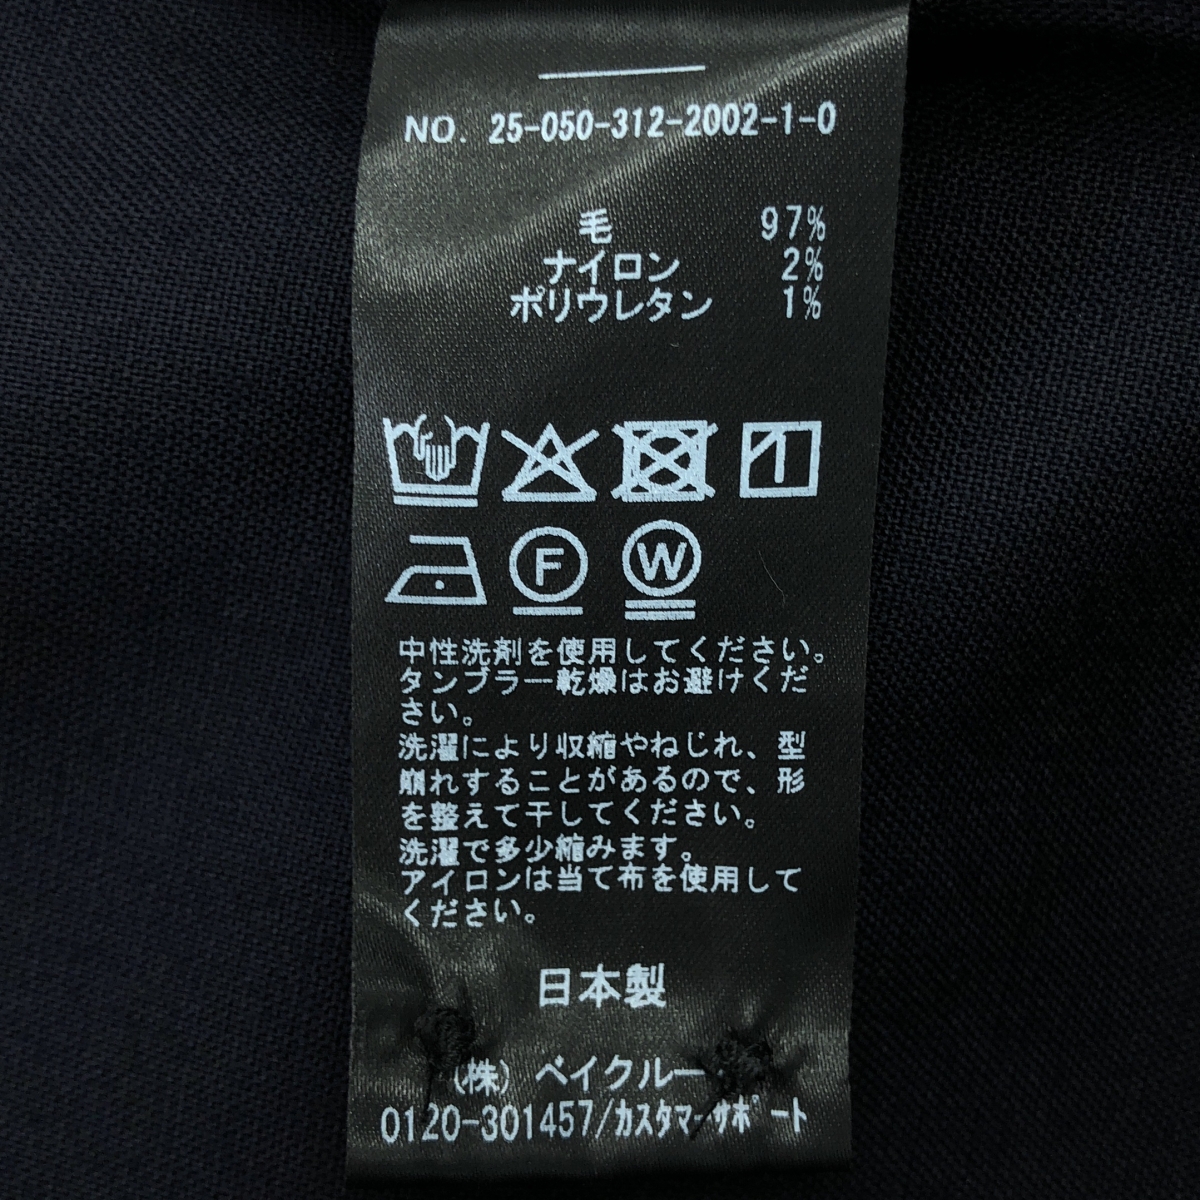 NO. 25-050-312-2002-1-0
毛 97%
ナイロン 2%
ポリウレタン 1%
F W
中性洗剤を使用してください。
タンブラー乾燥はお避けくだ
さい。
洗濯により収縮やねじれ、型
崩れすることがあるので、形
を整えて干してください。
洗濯で多少縮みます。
アイロンは当て布を使用して
ください。
日本製
(株) ベイクルー
0120-301457/カスタマーサポート